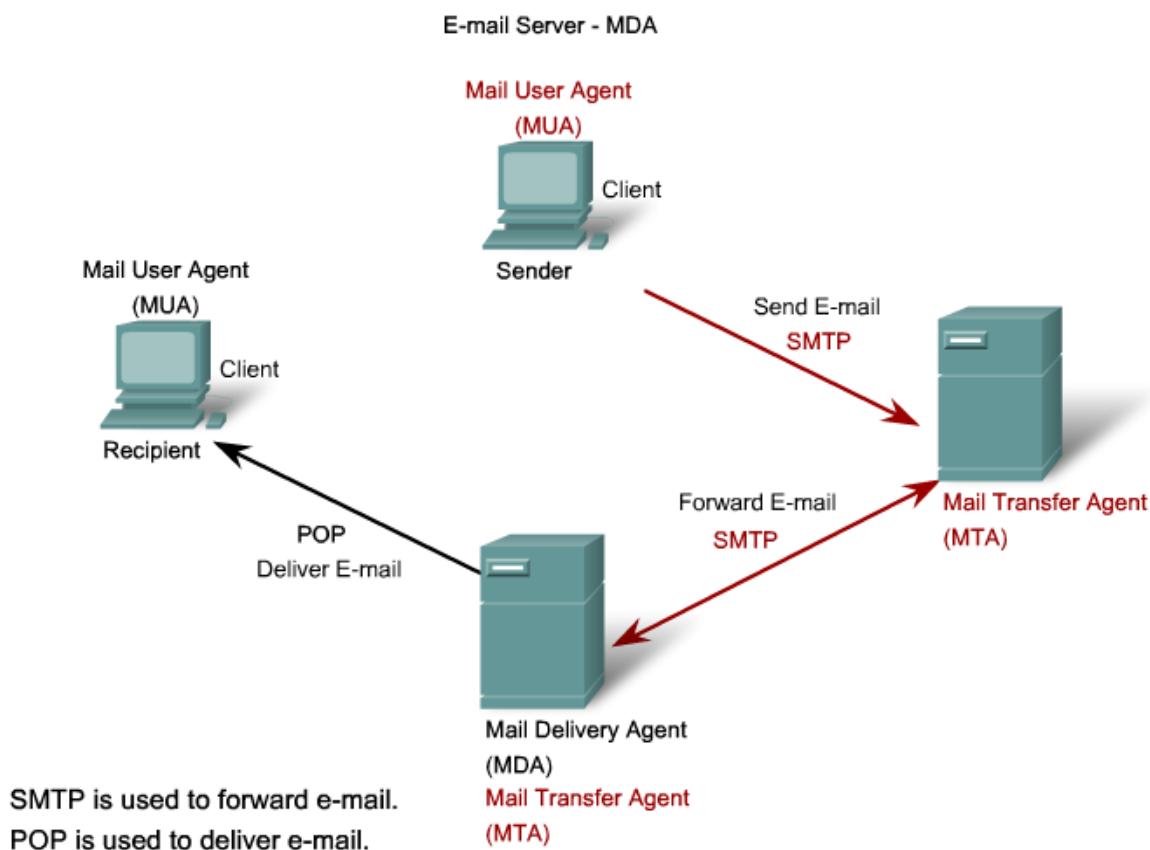 E-mail Server - MDA
Mail User Agent
(MUA)
Client
Sender
Mail User Agent
(MUA)
Client
Recipient
Send E-mail
SMTP
Mail Transfer Agent
(MTA)
Forward E-mail
SMTP
POP
Deliver E-mail
Mail Delivery Agent
(MDA)
Mail Transfer Agent
(MTA)
SMTP is used to forward e-mail.
POP is used to deliver e-mail.